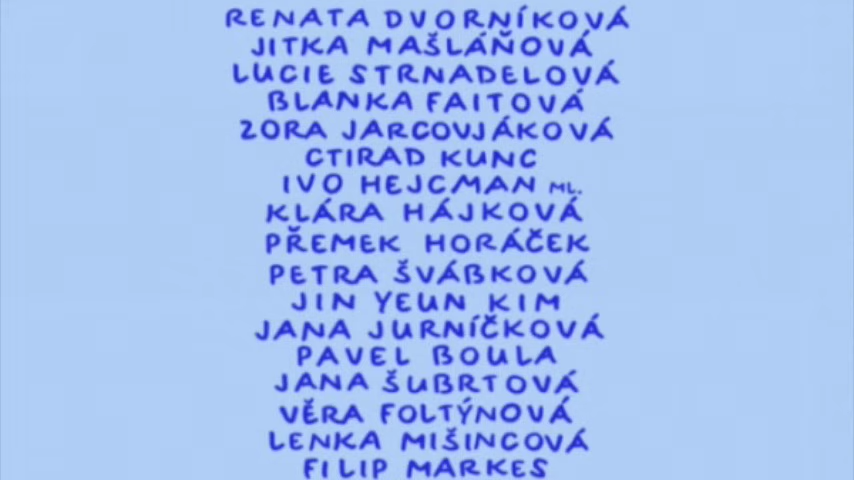 RENATA DVORNÍKOVÁ
JITKA MAŠLÁŇOVÁ
LUCIE STRNADELOVÁ
BLANKA FAITOVÁ
ZORA JARCOVJÁKOVÁ
CTIRAD KUNC
IVO HEJCMAN ML.
KLÁRA HÁJKOVÁ
PŘEMEK HORÁČEK
PETRA ŠVÁBKOVÁ
JIN YEUN KIM
JANA JURNÍČKOVÁ
PAVEL BOULA
JANA ŠUBRTOVÁ
VĚRA FOLTÝNOVÁ
LENKA MIŠINCOVÁ
FILIP MARKES